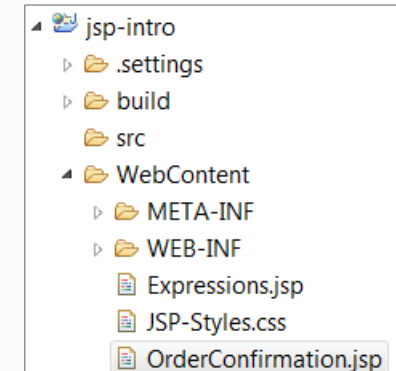 jsp-intro
.settings
build
src
WebContent
META-INF
WEB-INF
Expressions.jsp
JSP-Styles.css
OrderConfirmation.jsp